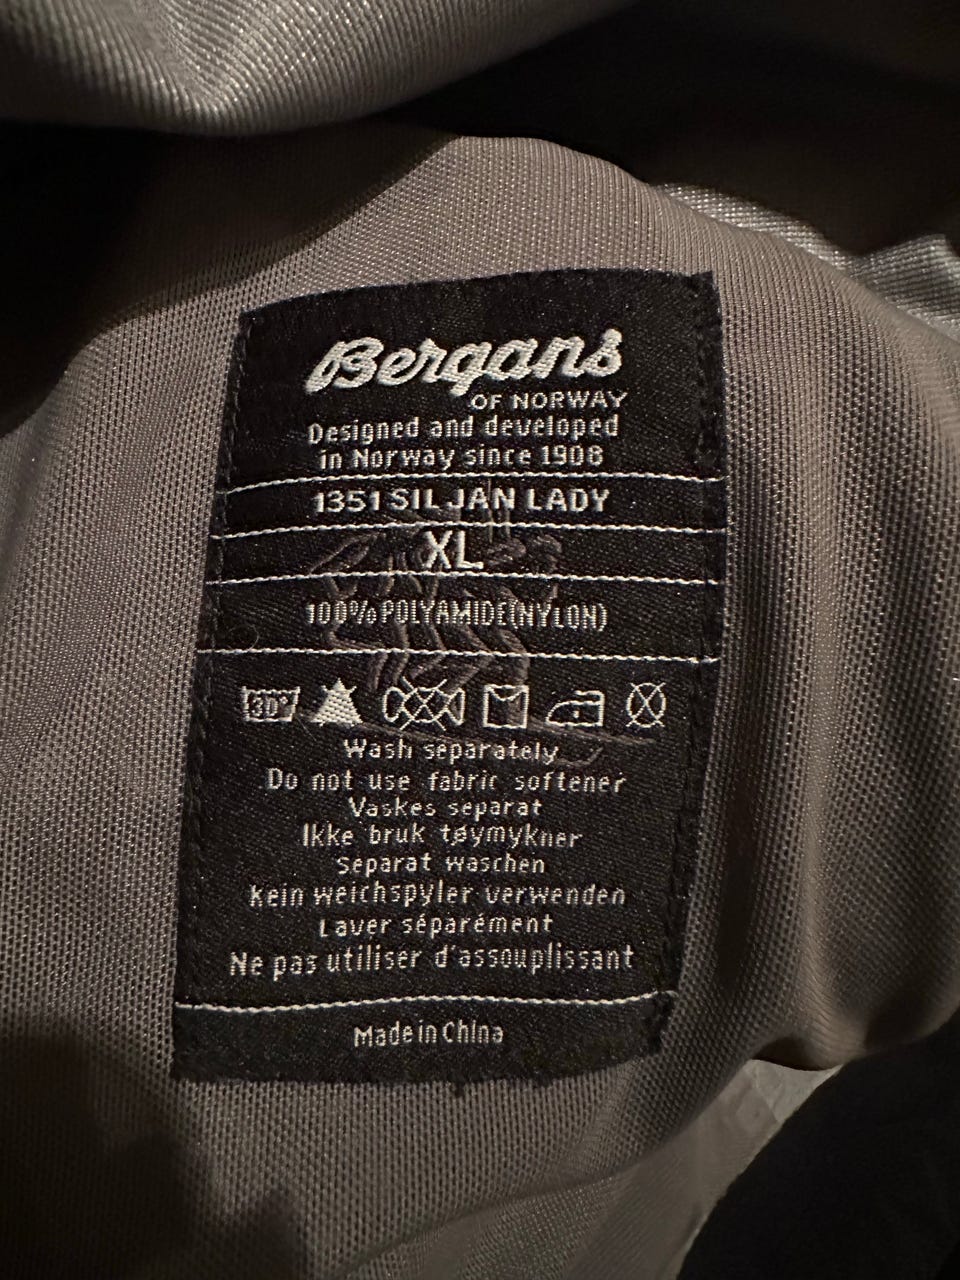 Bergans
OF NORWAY
Designed and developed
in Norway since 1908
1351 SILJAN LADY
XL
100% POLYAMIDE(NYLON)
30°
Wash separately
Do not use fabric softener
Vaskes separat
Ikke bruk tøymykner
Separat waschen
Kein weichspyler verwenden
Laver séparément
Ne pas utiliser d'assouplissant
Made in China